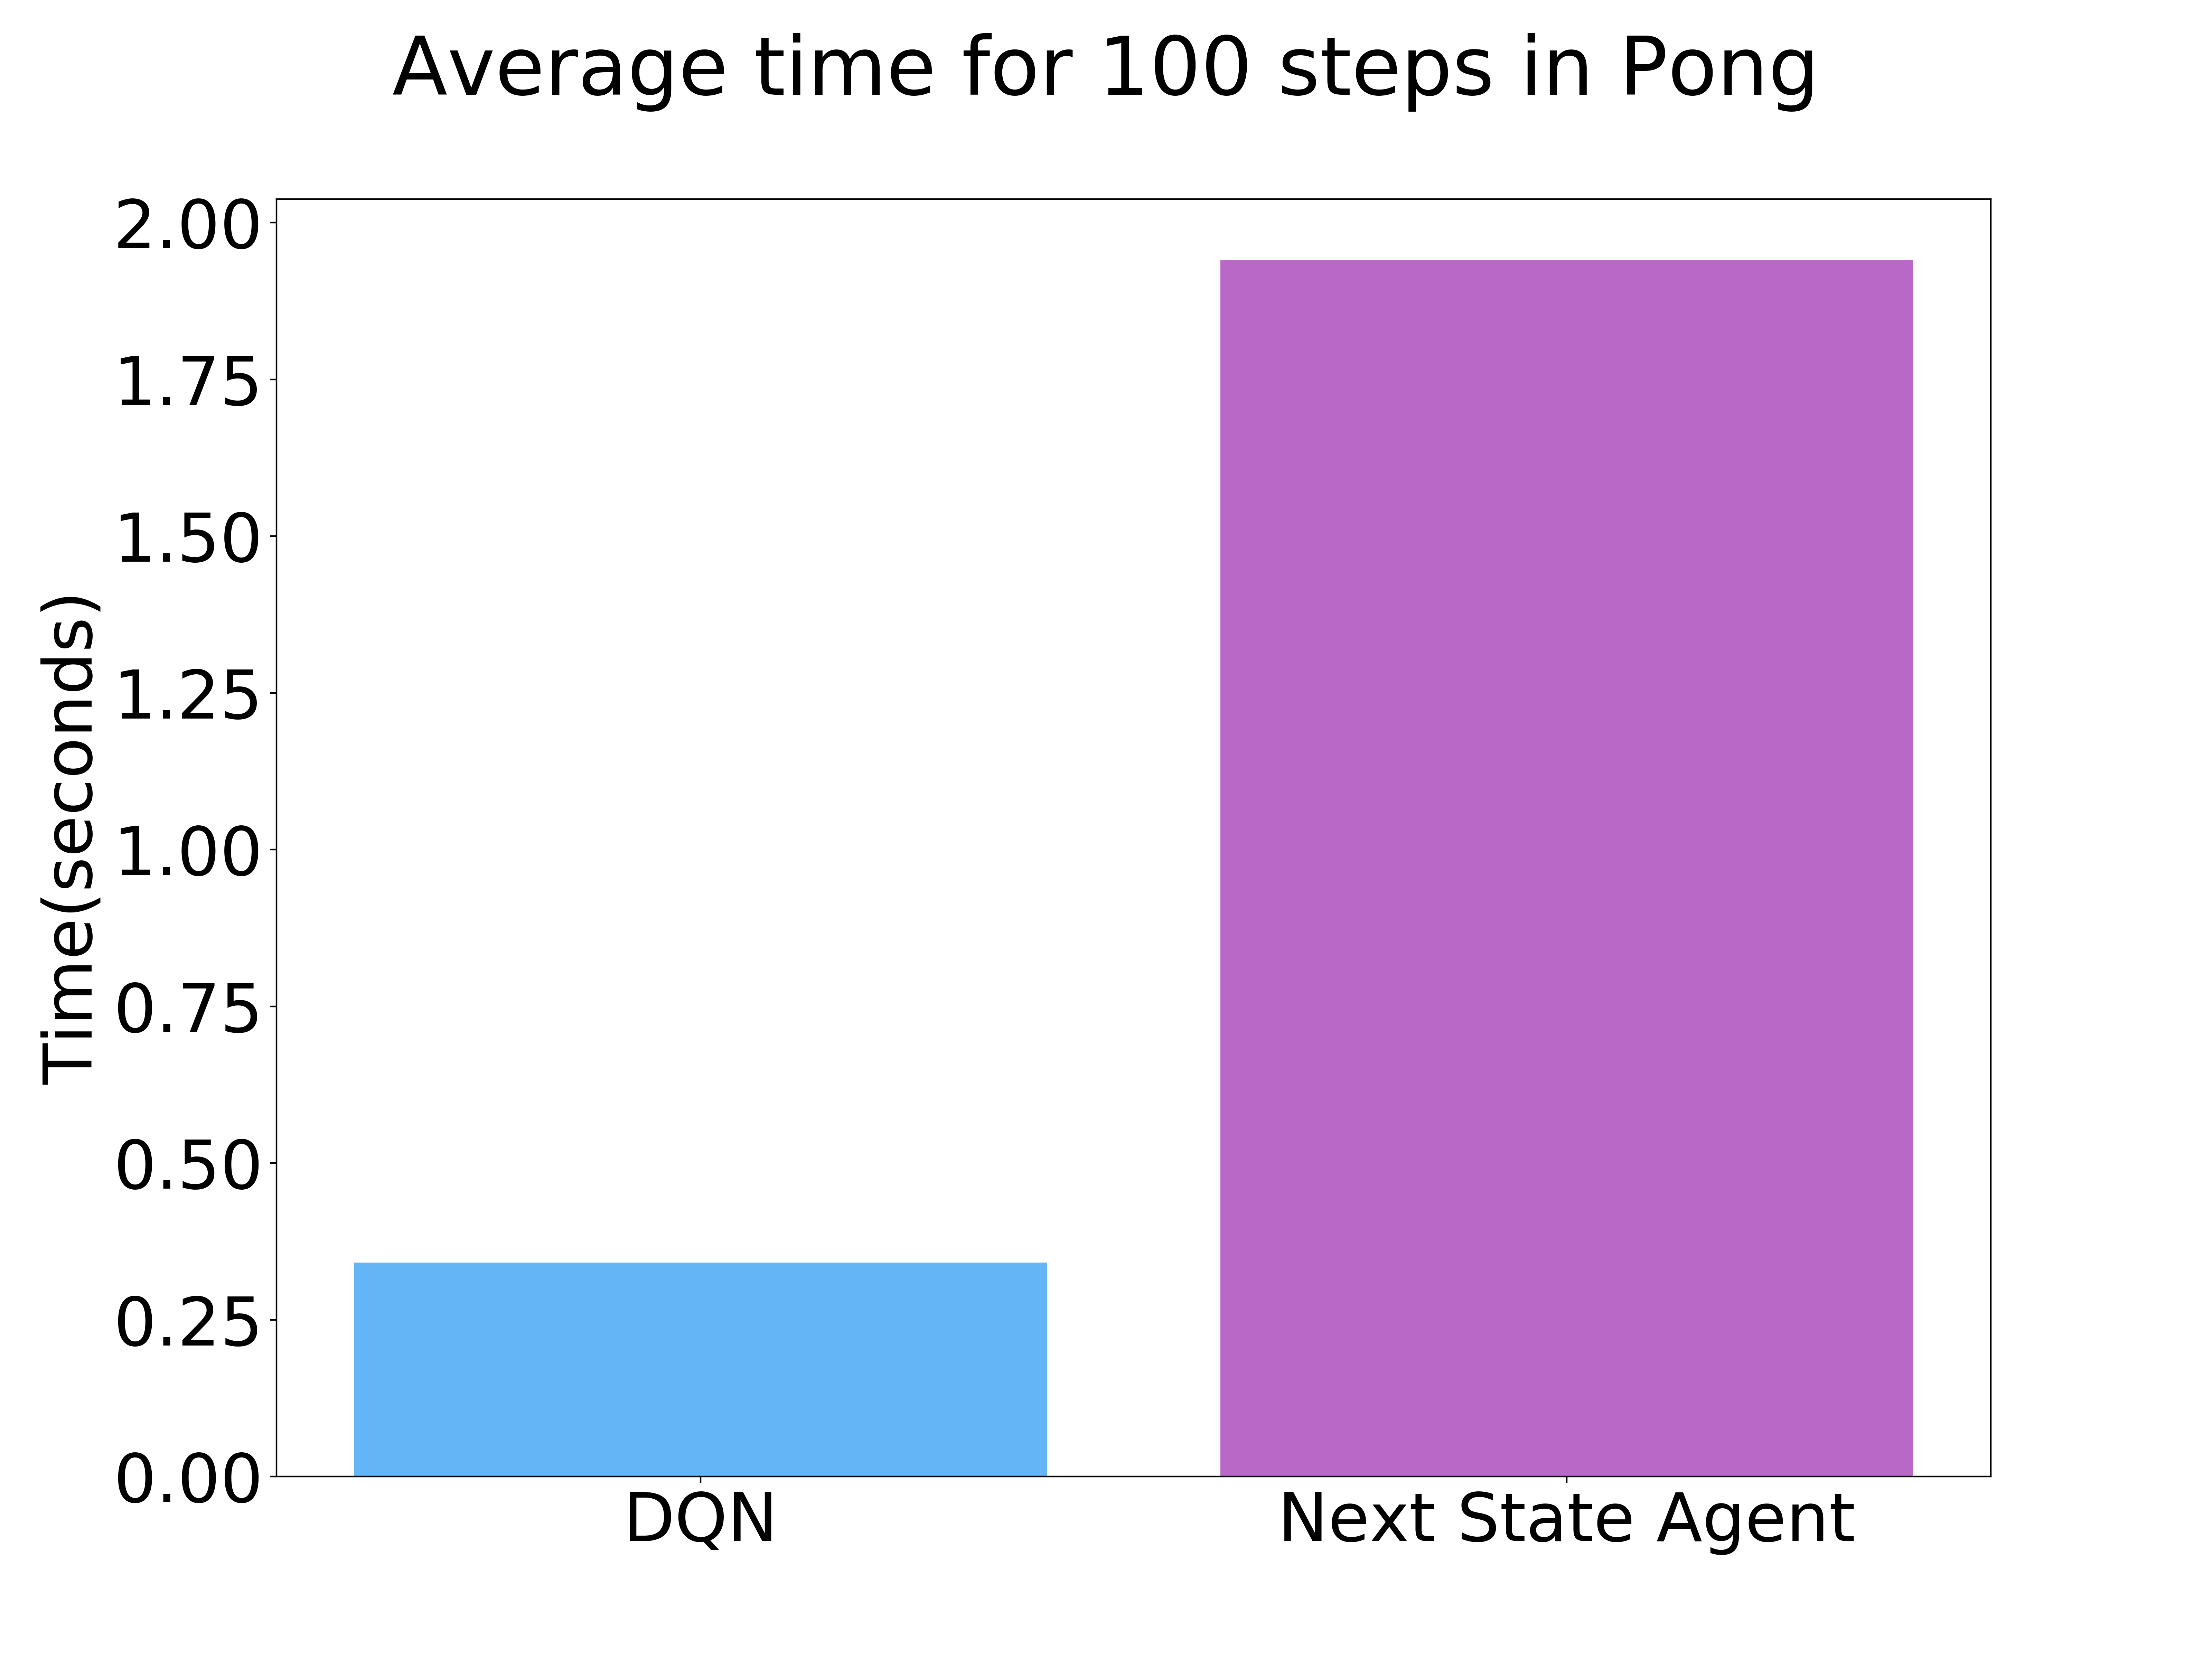 Average time for 100 steps in Pong
Time(seconds)
2.00
1.75
1.50
1.25
1.00
0.75
0.50
0.25
0.00
DQN
Next State Agent